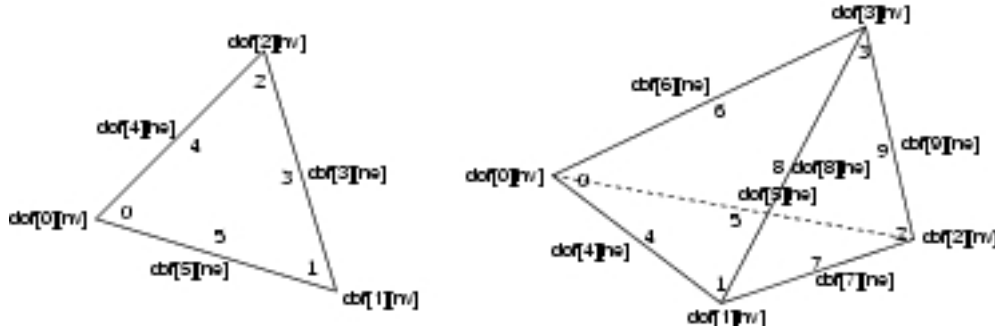 dof[2][nv]
2
dof[4][ne]
4
3
dof[3][ne]
dof[0][nv]
0
5
dof[5][ne]
1
dof[1][nv]
dof[3][nv]
3
dof[6][ne]
6
9
dof[9][ne]
8
dof[8][ne]
dof[0][nv]
0
dof[5][ne]
5
dof[4][ne]
4
2
dof[2][nv]
7
dof[7][ne]
1
dof[1][nv]